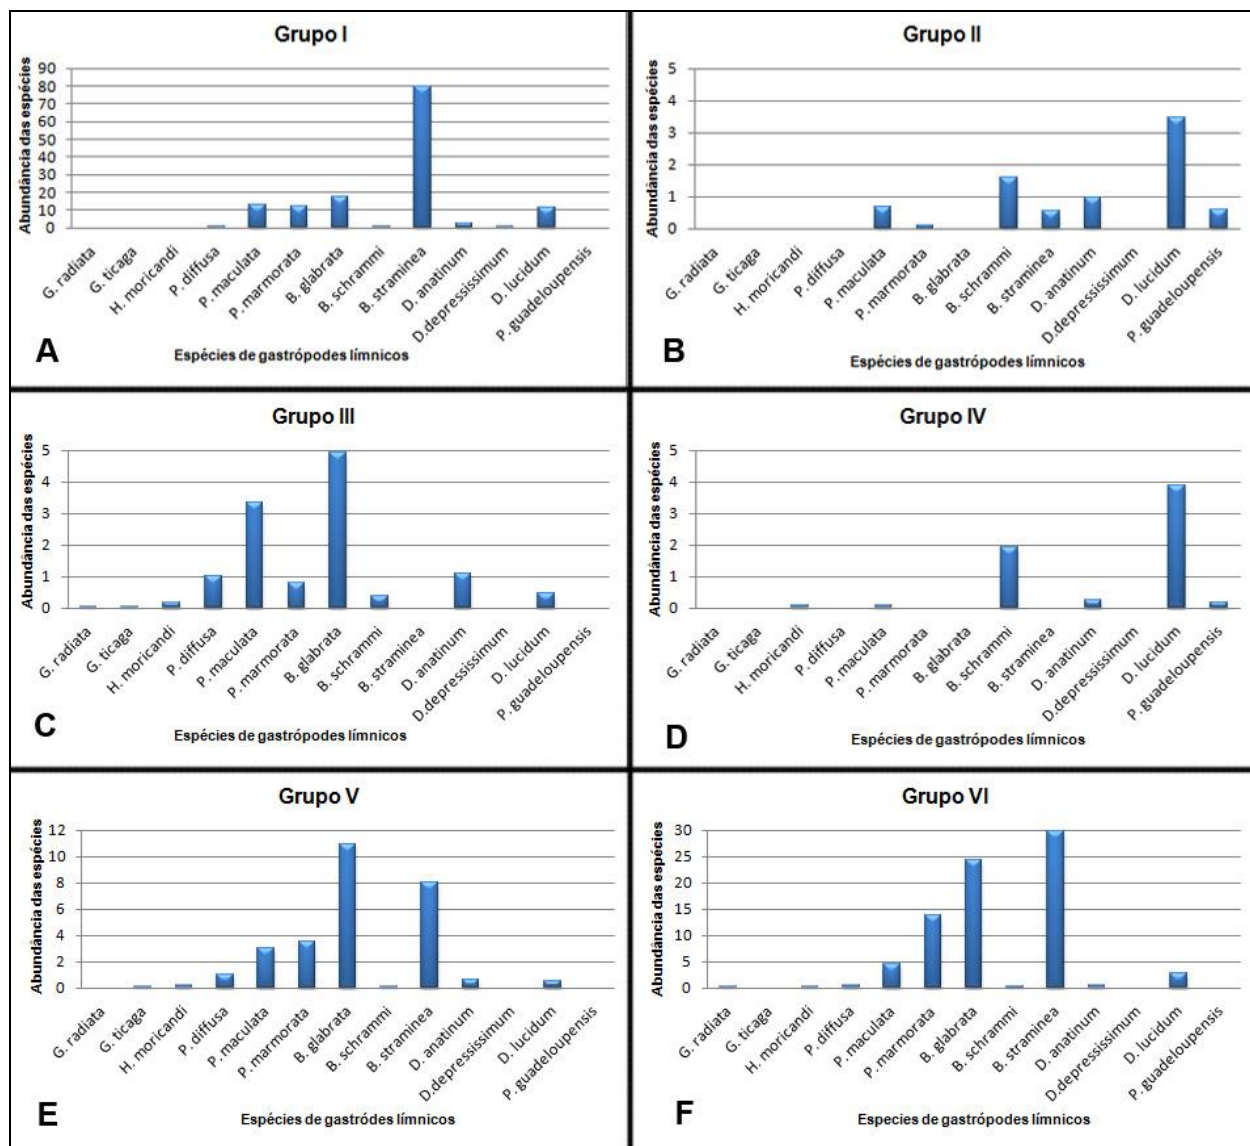 Grupo I
Abundância das espécies
90
80
70
60
50
40
30
20
10
0
G. radiata
G. ticaga
H. moricandi
P. diffusa
P. maculata
P. marmorata
B. glabrata
B. schrammi
B. straminea
D. anatinum
D.depressissimum
D. lucidum
P. guadeloupensis
Espécies de gastrópodes límnicos
A
Grupo II
Abundância das espécies
5
4
3
2
1
0
G. radiata
G. ticaga
H. moricandi
P. diffusa
P. maculata
P. marmorata
B. glabrata
B. schrammi
B. straminea
D. anatinum
D.depressissimum
D. lucidum
P. guadeloupensis
Espécies de gastrópodes límnicos
B
Grupo III
Abundância das espécies
5
4
3
2
1
0
G. radiata
G. ticaga
H. moricandi
P. diffusa
P. maculata
P. marmorata
B. glabrata
B. schrammi
B. straminea
D. anatinum
D.depressissimum
D. lucidum
P. guadeloupensis
Espécies de gastrópodes límnicos
C
Grupo IV
Abundância das espécies
5
4
3
2
1
0
G. radiata
G. ticaga
H. moricandi
P. diffusa
P. maculata
P. marmorata
B. glabrata
B. schrammi
B. straminea
D. anatinum
D.depressissimum
D. lucidum
P. guadeloupensis
Espécies de gastrópodes límnicos
D
Grupo V
Abundância das espécies
12
10
8
6
4
2
0
G. radiata
G. ticaga
H. moricandi
P. diffusa
P. maculata
P. marmorata
B. glabrata
B. schrammi
B. straminea
D. anatinum
D.depressissimum
D. lucidum
P. guadeloupensis
Espécies de gastródes límnicos
E
Grupo VI
Abundância das espécies
30
25
20
15
10
5
0
G. radiata
G. ticaga
H. moricandi
P. diffusa
P. maculata
P. marmorata
B. glabrata
B. schrammi
B. straminea
D. anatinum
D.depressissimum
D. lucidum
P. guadeloupensis
Especies de gastrópodes límnicos
F